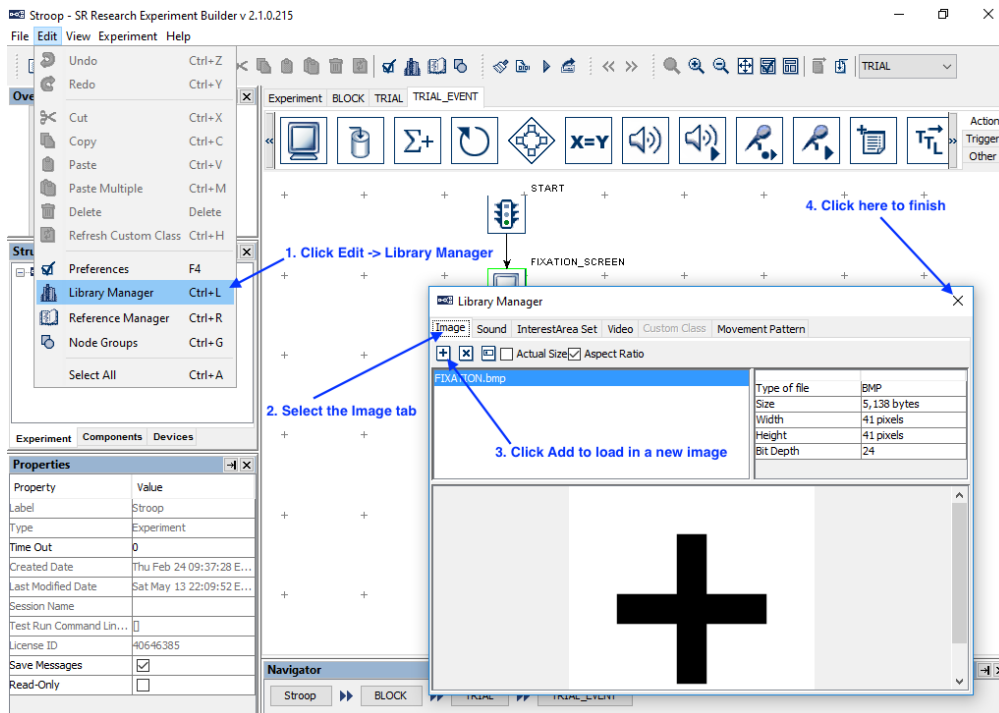 Stroop - SR Research Experiment Builder v 2.1.0.215
File Edit View Experiment Help
Undo Ctrl+Z
Redo Ctrl+Y
Cut Ctrl+X
Copy Ctrl+C
Paste Ctrl+V
Paste Multiple Ctrl+M
Delete Delete
Refresh Custom Class Ctrl+H
Preferences F4
Library Manager Ctrl+L
Reference Manager Ctrl+R
Node Groups Ctrl+G
Select All Ctrl+A
TRIAL
Ove
Stru
Experiment BLOCK TRIAL TRIAL_EVENT
Σ+ X=Y TTL
Action
Trigger
Other
START
FIXATION_SCREEN
1. Click Edit -> Library Manager
2. Select the Image tab
3. Click Add to load in a new image
4. Click here to finish
Library Manager
Image Sound InterestArea Set Video Custom Class Movement Pattern
Actual Size Aspect Ratio
FIXATION.bmp
Type of file BMP
Size 5,138 bytes
Width 41 pixels
Height 41 pixels
Bit Depth 24
Experiment Components Devices
Properties
Property Value
Label Stroop
Type Experiment
Time Out 0
Created Date Thu Feb 24 09:37:28 E...
Last Modified Date Sat May 13 22:09:52 E...
Session Name
Test Run Command Lin... []
License ID 40646385
Save Messages
Read-Only
Navigator
Stroop BLOCK TRIAL TRIAL_EVENT